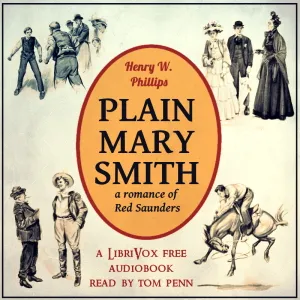 Henry W.
Phillips
PLAIN
MARY
SMITH
a romance of
Red Saunders
A LIBRIVOX FREE
AUDIOBOOK
READ BY TOM PENN